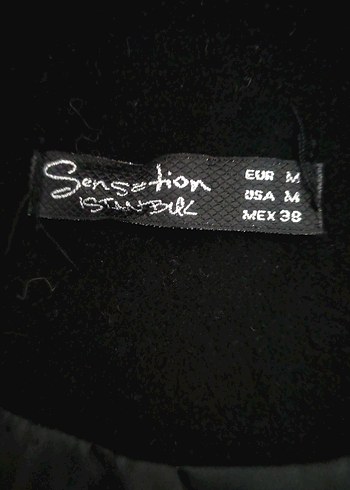 Sensation
ISTANBUL
EUR M
USA M
MEX 38